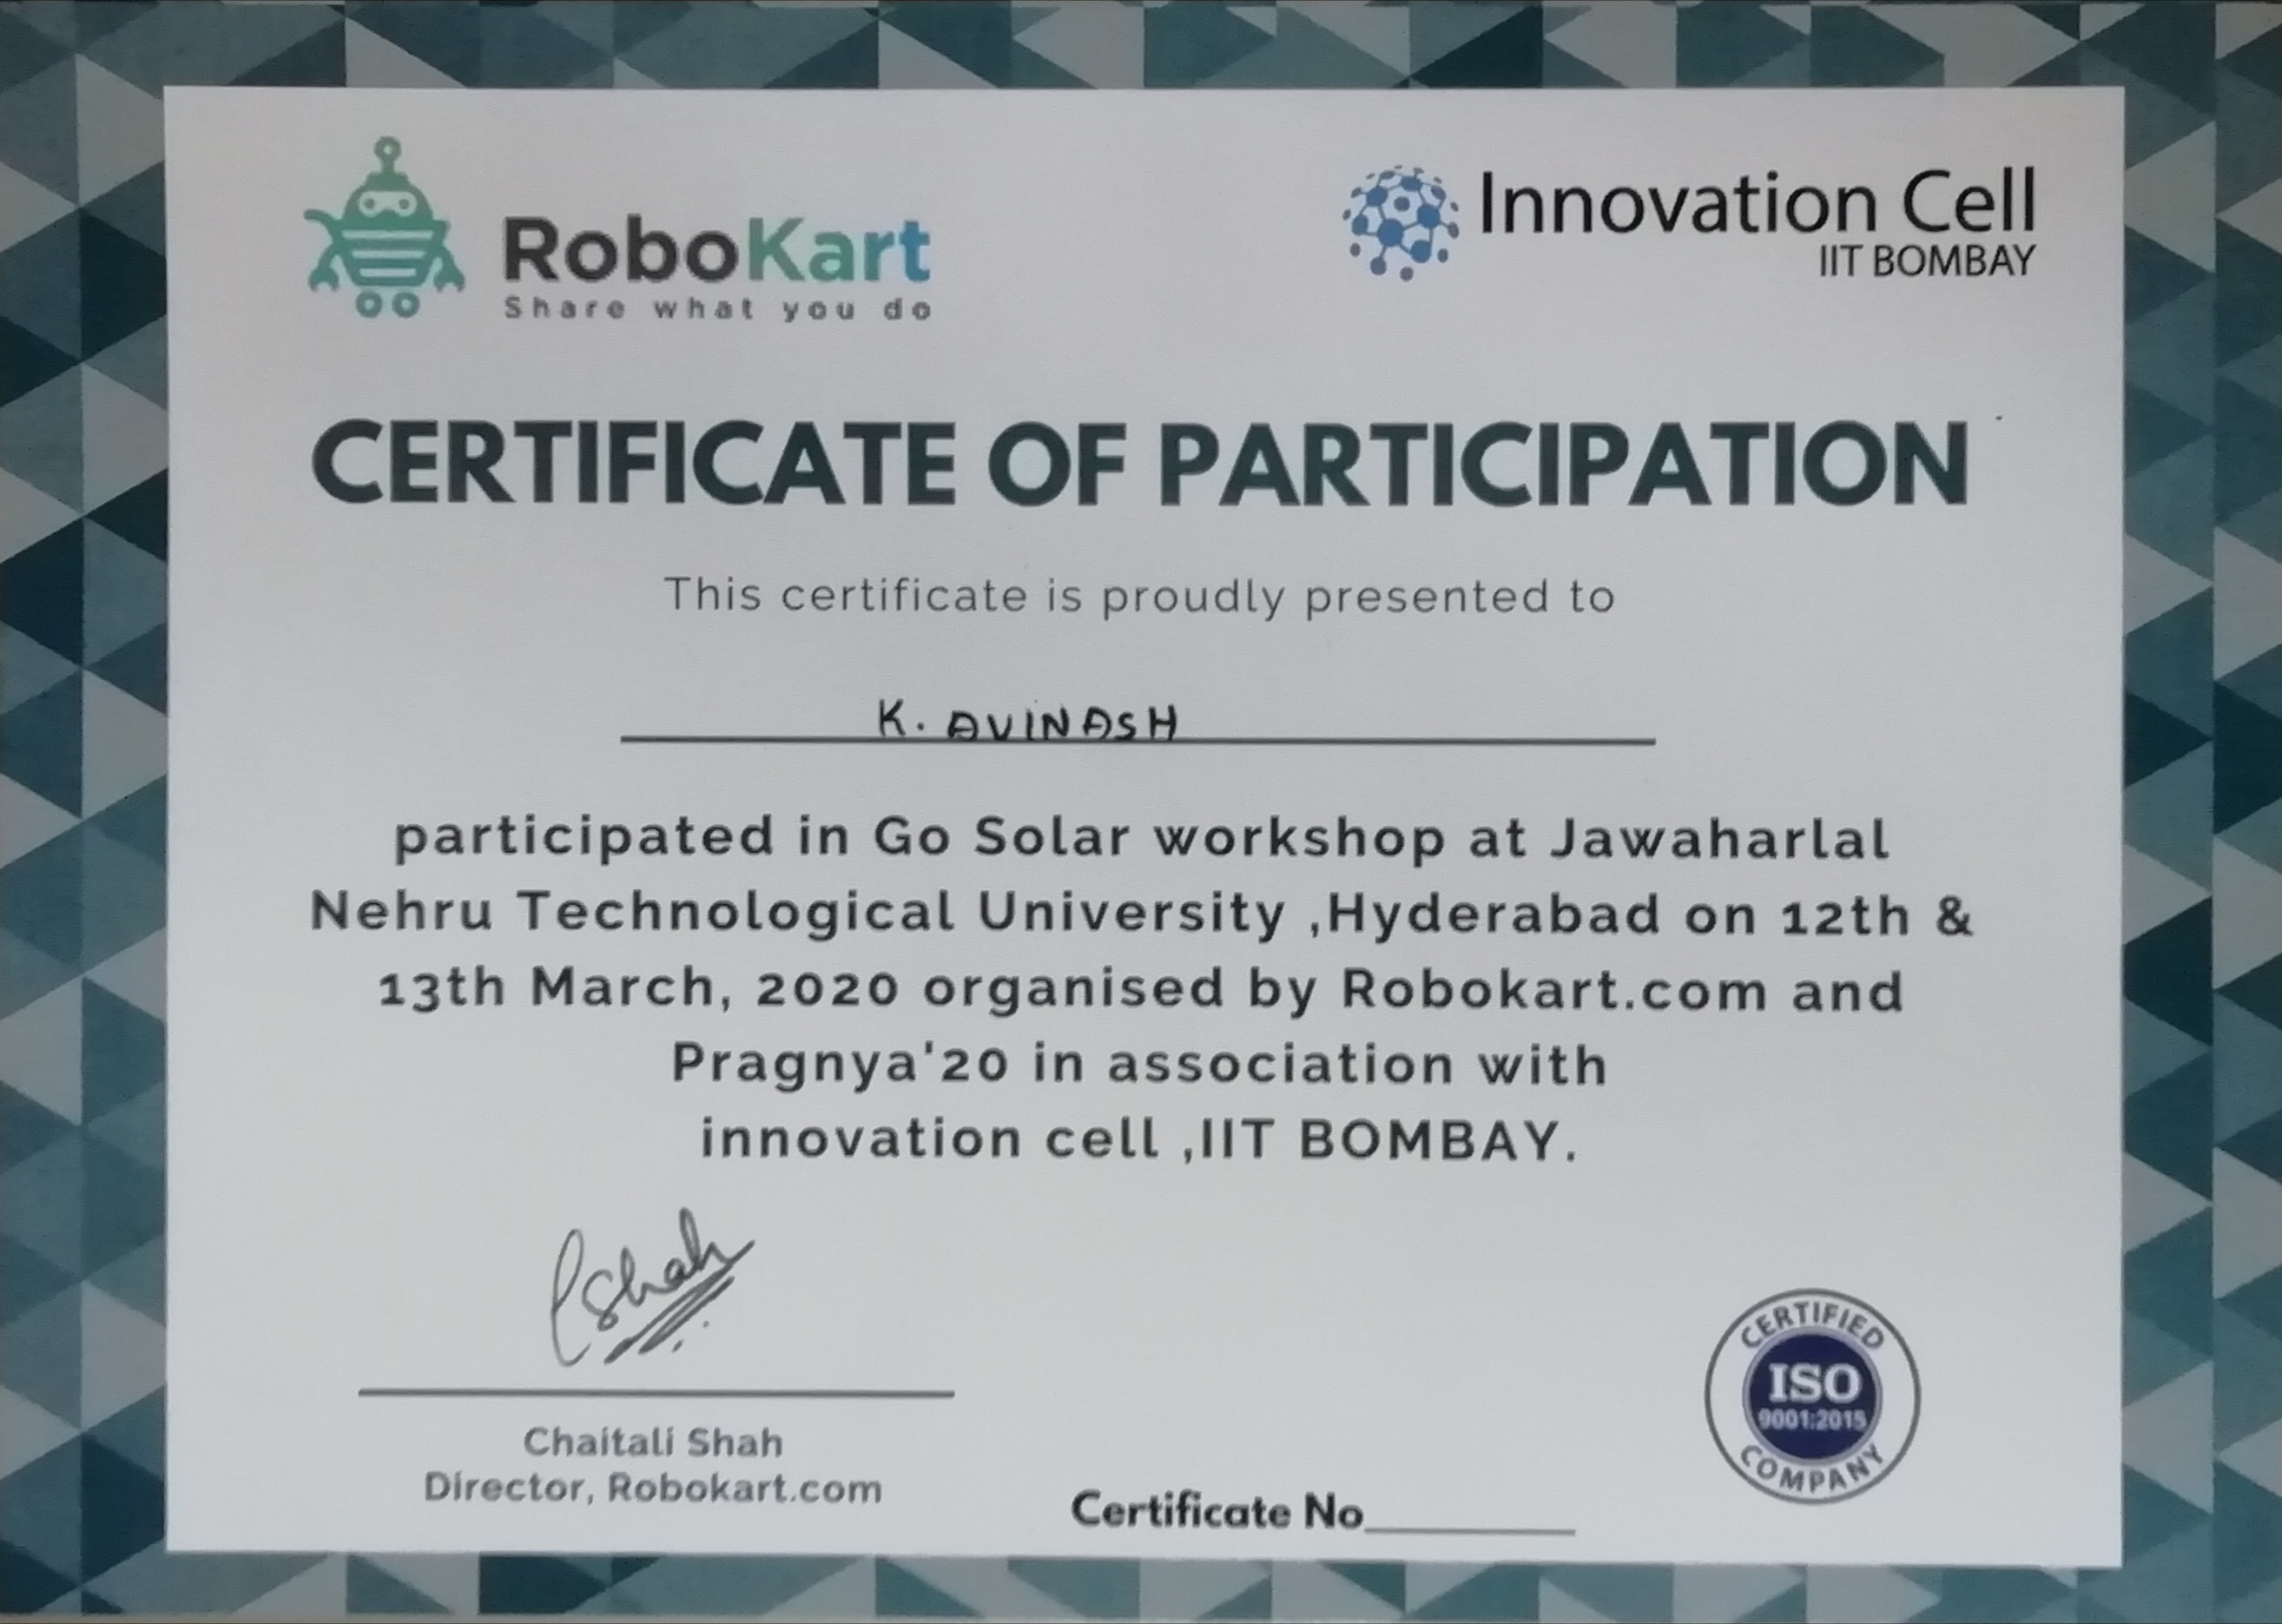 RoboKart
Share what you do
Innovation Cell
IIT BOMBAY
CERTIFICATE OF PARTICIPATION
This certificate is proudly presented to
K. AVINASH
participated in Go Solar workshop at Jawaharlal
Nehru Technological University ,Hyderabad on 12th &
13th March, 2020 organised by Robokart.com and
Pragnya'20 in association with
innovation cell ,IIT BOMBAY.
CShah
Chaitali Shah
Director, Robokart.com
Certificate No
CERTIFIED
ISO
9001:2015
COMPANY